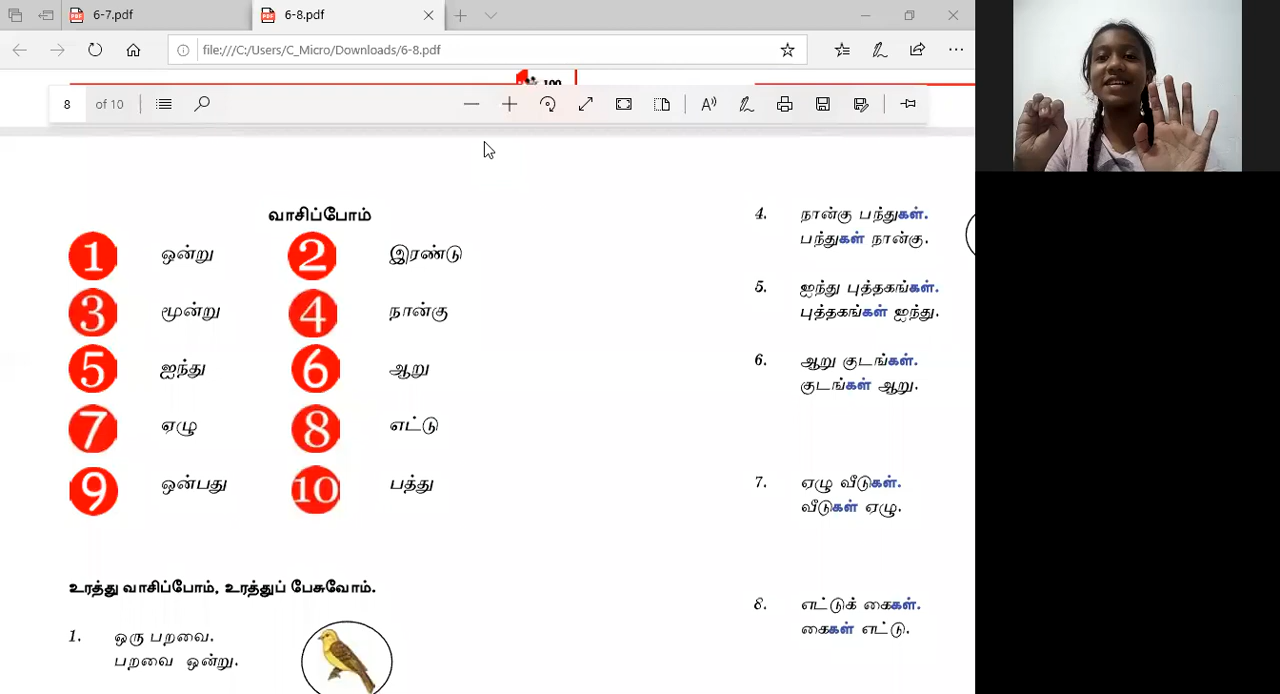 6-7.pdf
6-8.pdf
file:///C:/Users/C_Micro/Downloads/6-8.pdf
100
8 of 10
வாசிப்போம்
1 ஒன்று 2 இரண்டு
3 மூன்று 4 நான்கு
5 ஐந்து 6 ஆறு
7 ஏழு 8 எட்டு
9 ஒன்பது 10 பத்து
உரத்து வாசிப்போம், உரத்துப் பேசுவோம்.
1. ஒரு பறவை.
பறவை ஒன்று.
4. நான்கு பந்துகள்.
பந்துகள் நான்கு.
5. ஐந்து புத்தகங்கள்.
புத்தகங்கள் ஐந்து.
6. ஆறு குடங்கள்.
குடங்கள் ஆறு.
7. ஏழு வீடுகள்.
வீடுகள் ஏழு.
8. எட்டுக் கைகள்.
கைகள் எட்டு.